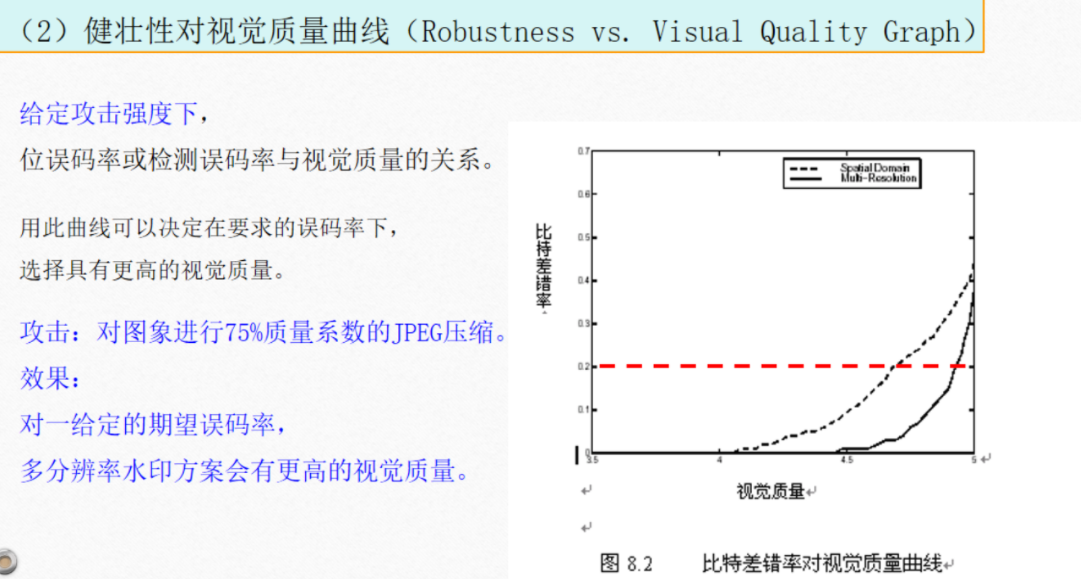 （2）健壮性对视觉质量曲线（Robustness vs. Visual Quality Graph）
给定攻击强度下，
位误码率或检测误码率与视觉质量的关系。
用此曲线可以决定在要求的误码率下，
选择具有更高的视觉质量。
攻击：对图象进行75%质量系数的JPEG压缩。
效果：
对一给定的期望误码率，
多分辨率水印方案会有更高的视觉质量。
Spatial Domain
Multi-Resolution
比特差错率
0.7
0.6
0.5
0.4
0.3
0.2
0.1
0
3.5 4 4.5 5
视觉质量
图 8.2 比特差错率对视觉质量曲线